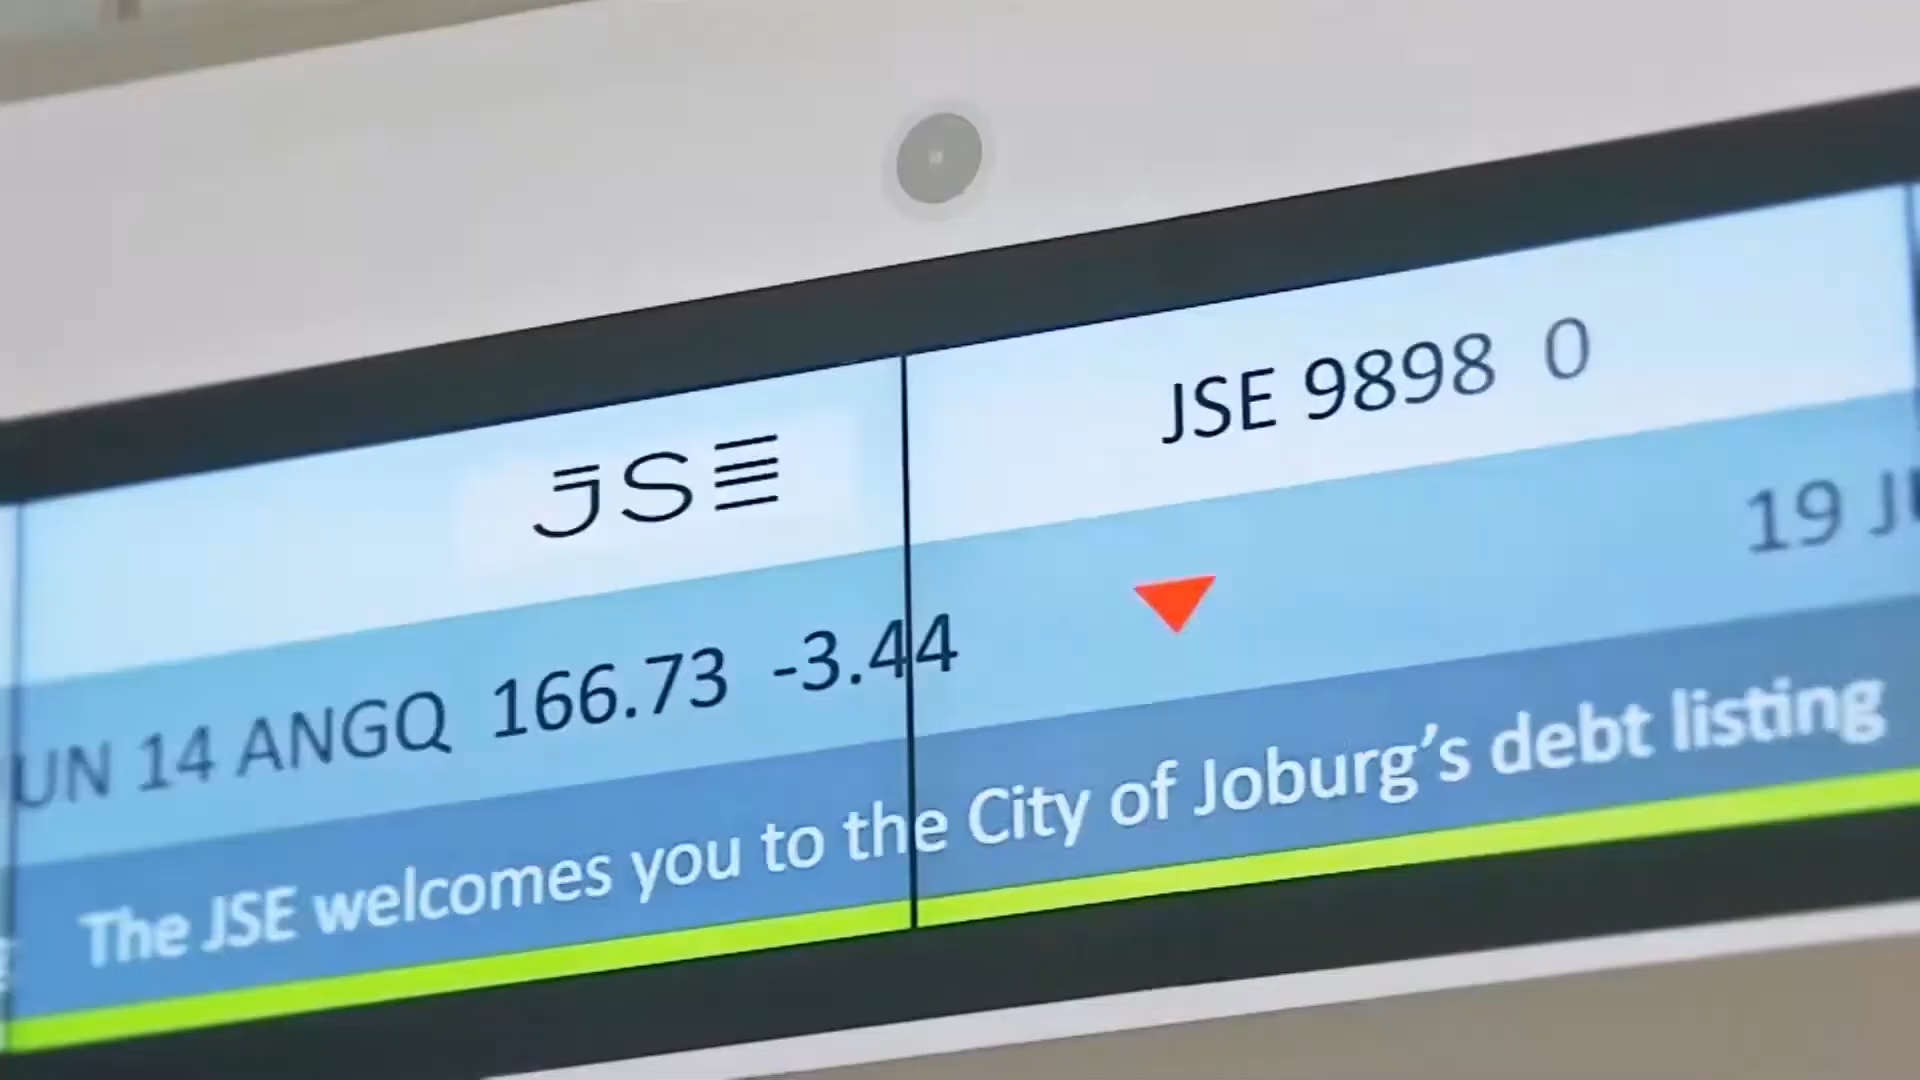 JSE
JSE 9898 0
UN 14 ANGQ 166.73 -3.44
19
The JSE welcomes you to the City of Joburg's debt listing